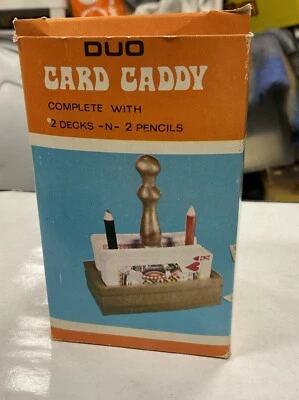 DUO
CARD CADDY
COMPLETE WITH
2 DECKS -N- 2 PENCILS